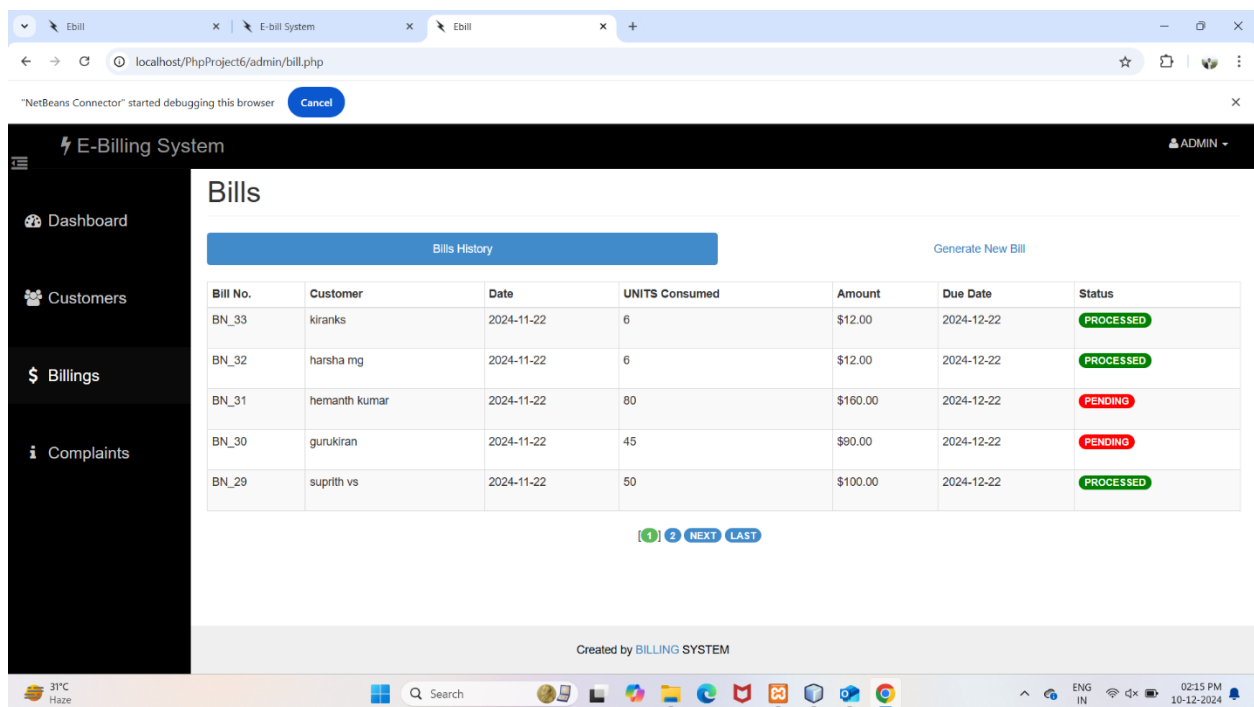 Ebill
E-bill System
Ebill
localhost/PhpProject6/admin/bill.php
"NetBeans Connector" started debugging this browser Cancel
E-Billing System
ADMIN
Bills
Dashboard
Customers
$ Billings
Complaints
Bills History Generate New Bill
Bill No. Customer Date UNITS Consumed Amount Due Date Status
BN_33 kiranks 2024-11-22 6 $12.00 2024-12-22 PROCESSED
BN_32 harsha mg 2024-11-22 6 $12.00 2024-12-22 PROCESSED
BN_31 hemanth kumar 2024-11-22 80 $160.00 2024-12-22 PENDING
BN_30 gurukiran 2024-11-22 45 $90.00 2024-12-22 PENDING
BN_29 suprith vs 2024-11-22 50 $100.00 2024-12-22 PROCESSED
[1] 2 NEXT LAST
Created by BILLING SYSTEM
31°C
Haze
Search
ENG
IN
02:15 PM
10-12-2024